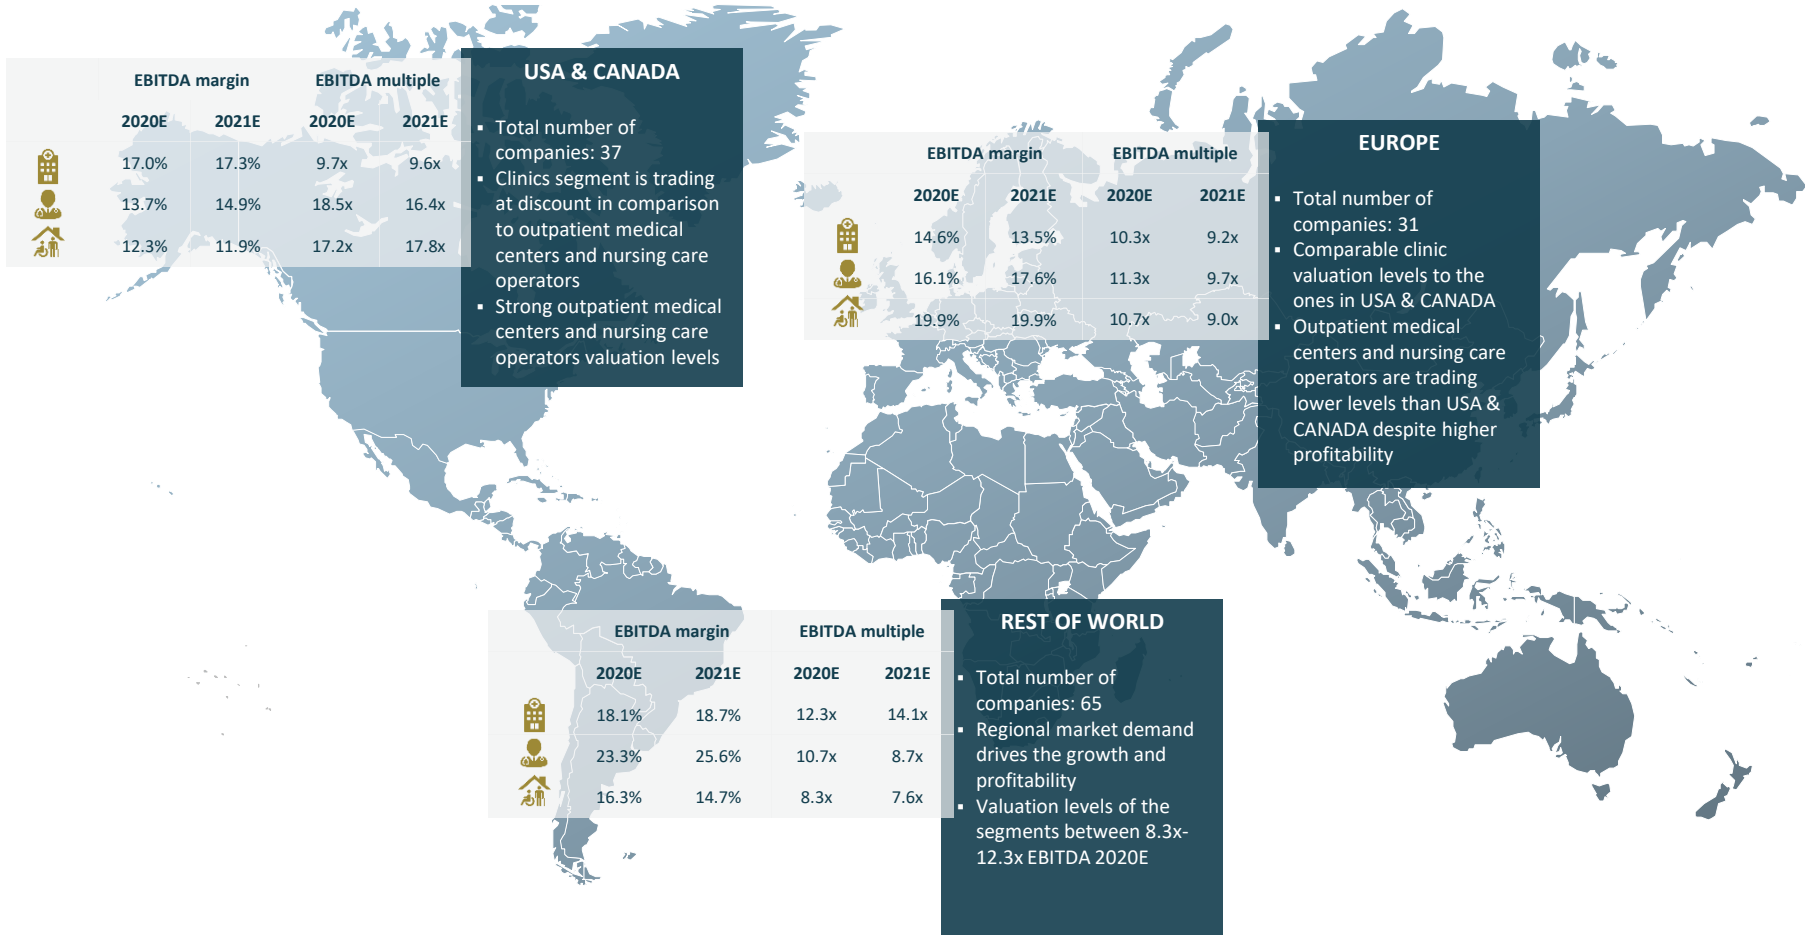 EBITDA margin EBITDA multiple
2020E 2021E 2020E 2021E
17.0% 17.3% 9.7x 9.6x
13.7% 14.9% 18.5x 16.4x
12.3% 11.9% 17.2x 17.8x
USA & CANADA
▪ Total number of
companies: 37
▪ Clinics segment is trading
at discount in comparison
to outpatient medical
centers and nursing care
operators
▪ Strong outpatient medical
centers and nursing care
operators valuation levels
EBITDA margin EBITDA multiple
2020E 2021E 2020E 2021E
14.6% 13.5% 10.3x 9.2x
16.1% 17.6% 11.3x 9.7x
19.9% 19.9% 10.7x 9.0x
EUROPE
▪ Total number of
companies: 31
▪ Comparable clinic
valuation levels to the
ones in USA & CANADA
▪ Outpatient medical
centers and nursing care
operators are trading
lower levels than USA &
CANADA despite higher
profitability
EBITDA margin EBITDA multiple
2020E 2021E 2020E 2021E
18.1% 18.7% 12.3x 14.1x
23.3% 25.6% 10.7x 8.7x
16.3% 14.7% 8.3x 7.6x
REST OF WORLD
▪ Total number of
companies: 65
▪ Regional market demand
drives the growth and
profitability
▪ Valuation levels of the
segments between 8.3x-
12.3x EBITDA 2020E